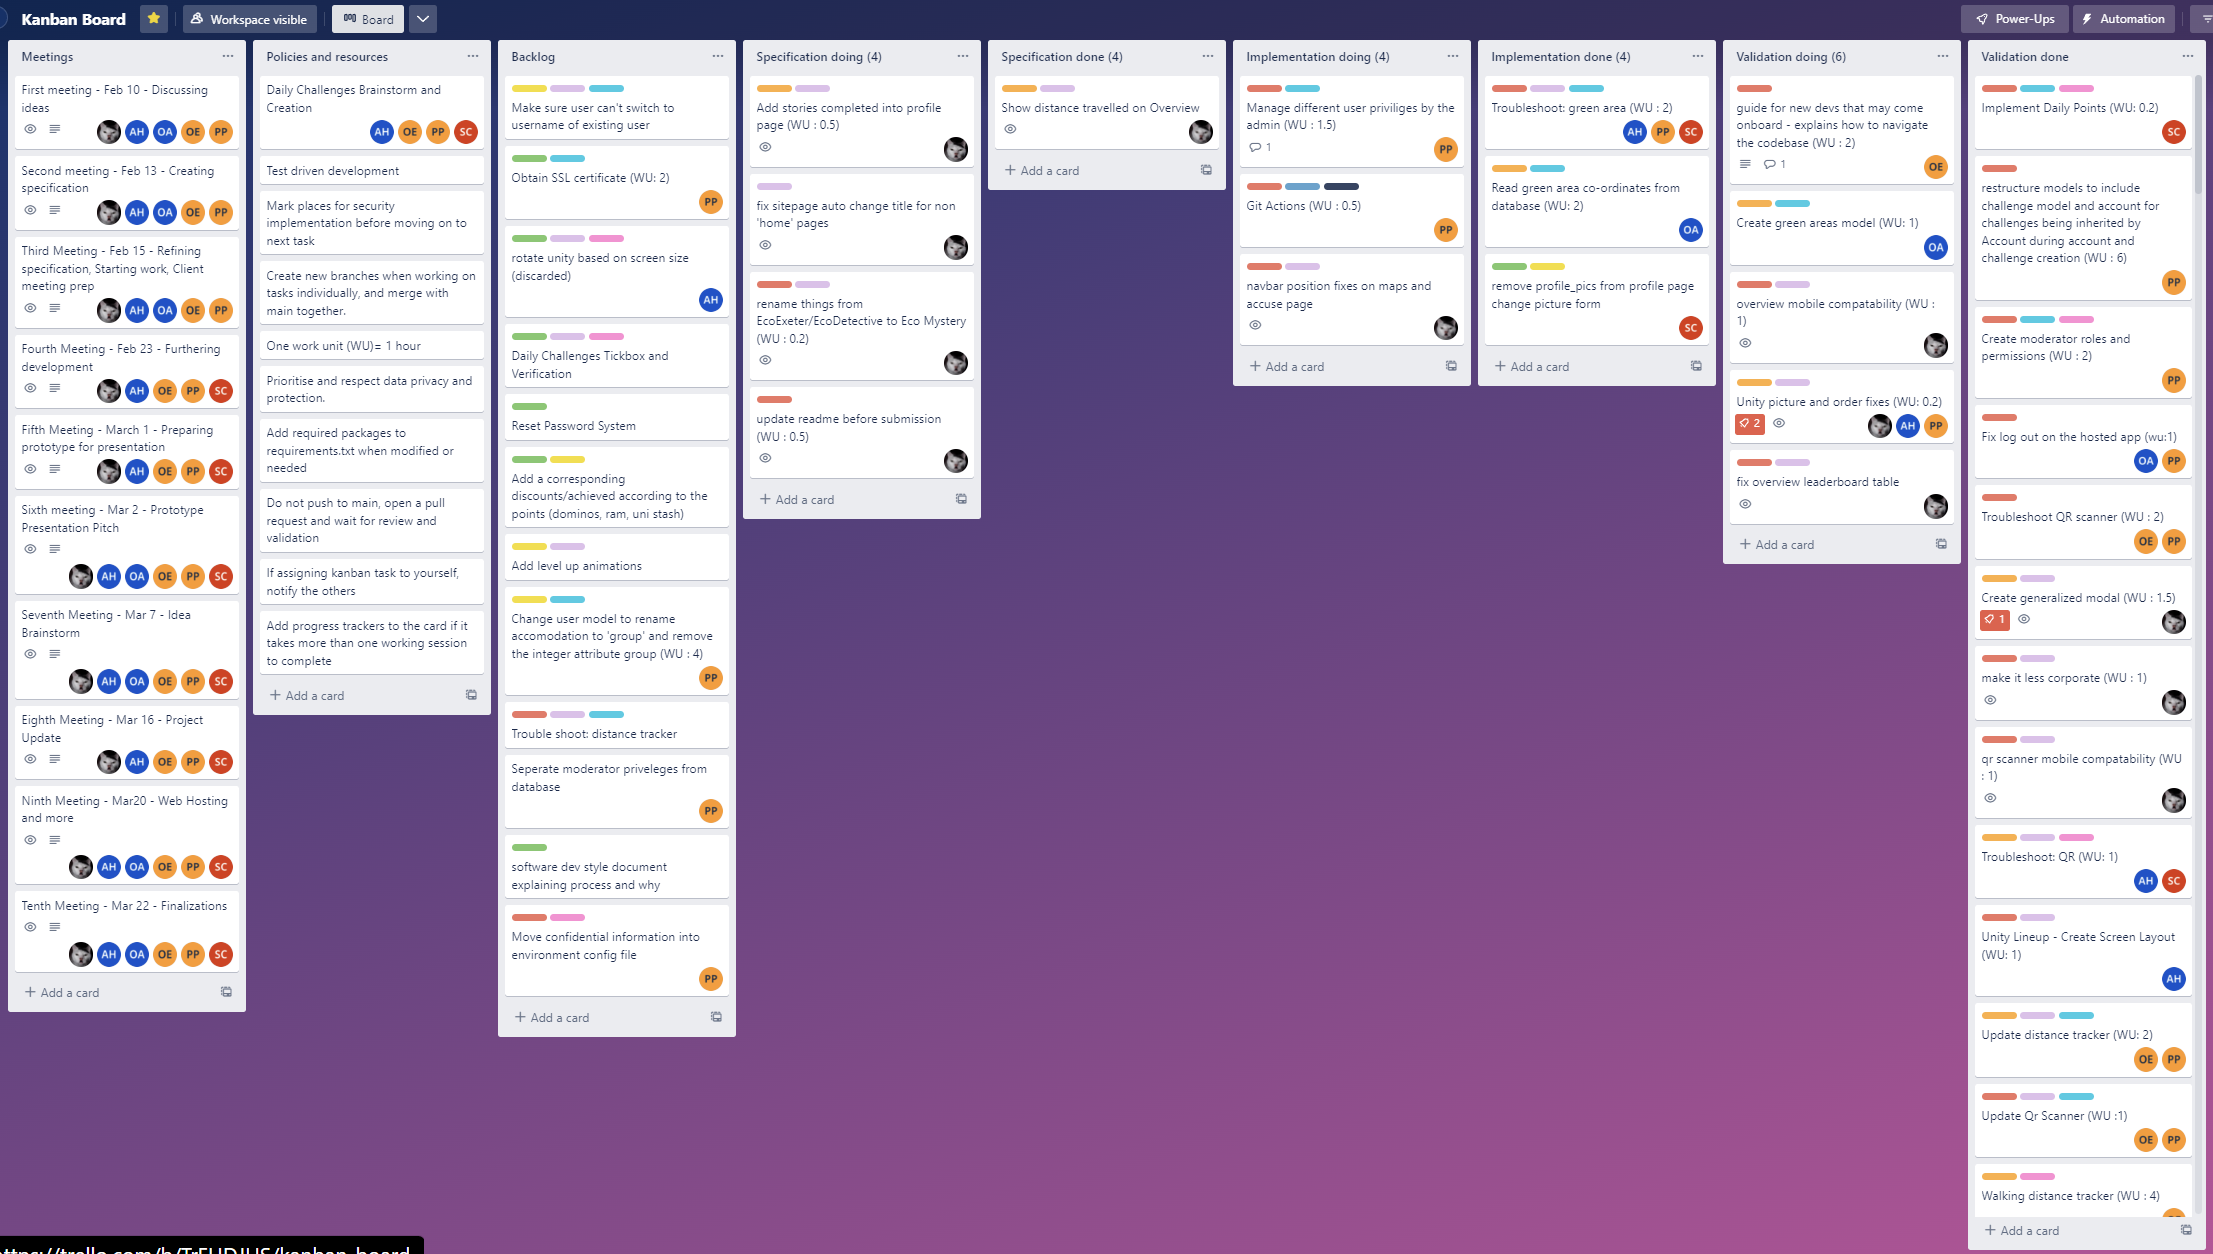 Kanban Board
Workspace visible
Board
Power-Ups
Automation
Meetings
First meeting - Feb 10 - Discussing
ideas
AH OA OE PP
Second meeting - Feb 13 - Creating
specification
AH OA OE PP
Third Meeting - Feb 15 - Refining
specification, Starting work, Client
meeting prep
AH OA OE PP
Fourth Meeting - Feb 23 - Furthering
development
AH OE PP SC
Fifth Meeting - March 1 - Preparing
prototype for presentation
AH OE PP SC
Sixth meeting - Mar 2 - Prototype
Presentation Pitch
AH OA OE PP SC
Seventh Meeting - Mar 7 - Idea
Brainstorm
AH OA OE PP SC
Eighth Meeting - Mar 16 - Project
Update
AH OE PP SC
Ninth Meeting - Mar20 - Web Hosting
and more
AH OA OE PP SC
Tenth Meeting - Mar 22 - Finalizations
AH OA OE PP SC
+ Add a card
Policies and resources
Daily Challenges Brainstorm and
Creation
AH OE PP SC
Test driven development
Mark places for security
implementation before moving on to
next task
Create new branches when working on
tasks individually, and merge with
main together.
One work unit (WU)= 1 hour
Prioritise and respect data privacy and
protection.
Add required packages to
requirements.txt when modified or
needed
Do not push to main, open a pull
request and wait for review and
validation
If assigning kanban task to yourself,
notify the others
Add progress trackers to the card if it
takes more than one working session
to complete
+ Add a card
Backlog
Make sure user can't switch to
username of existing user
Obtain SSL certificate (WU: 2)
PP
rotate unity based on screen size
(discarded)
AH
Daily Challenges Tickbox and
Verification
Reset Password System
Add a corresponding
discounts/achieved according to the
points (dominos, ram, uni stash)
Add level up animations
Change user model to rename
accomodation to 'group' and remove
the integer attribute group (WU : 4)
PP
Trouble shoot: distance tracker
Seperate moderator priveleges from
database
PP
software dev style document
explaining process and why
Move confidential information into
environment config file
PP
+ Add a card
Specification doing (4)
Add stories completed into profile
page (WU : 0.5)
fix sitepage auto change title for non
'home' pages
rename things from
EcoExeter/EcoDetective to Eco Mystery
(WU : 0.2)
update readme before submission
(WU : 0.5)
+ Add a card
Specification done (4)
Show distance travelled on Overview
+ Add a card
Implementation doing (4)
Manage different user priviliges by the
admin (WU : 1.5)
1
PP
Git Actions (WU : 0.5)
PP
navbar position fixes on maps and
accuse page
+ Add a card
Implementation done (4)
Troubleshoot: green area (WU : 2)
AH PP SC
Read green area co-ordinates from
database (WU: 2)
OA
remove profile_pics from profile page
change picture form
SC
+ Add a card
Validation doing (6)
guide for new devs that may come
onboard - explains how to navigate
the codebase (WU : 2)
1
OE
Create green areas model (WU: 1)
OA
overview mobile compatability (WU :
1)
Unity picture and order fixes (WU: 0.2)
2
AH PP
fix overview leaderboard table
+ Add a card
Validation done
Implement Daily Points (WU: 0.2)
SC
restructure models to include
challenge model and account for
challenges being inherited by
Account during account and
challenge creation (WU : 6)
PP
Create moderator roles and
permissions (WU : 2)
PP
Fix log out on the hosted app (wu:1)
OA PP
Troubleshoot QR scanner (WU : 2)
OE PP
Create generalized modal (WU : 1.5)
1
make it less corporate (WU : 1)
qr scanner mobile compatability (WU
: 1)
Troubleshoot: QR (WU: 1)
AH SC
Unity Lineup - Create Screen Layout
(WU: 1)
AH
Update distance tracker (WU: 2)
OE PP
Update Qr Scanner (WU :1)
OE PP
Walking distance tracker (WU : 4)
+ Add a card